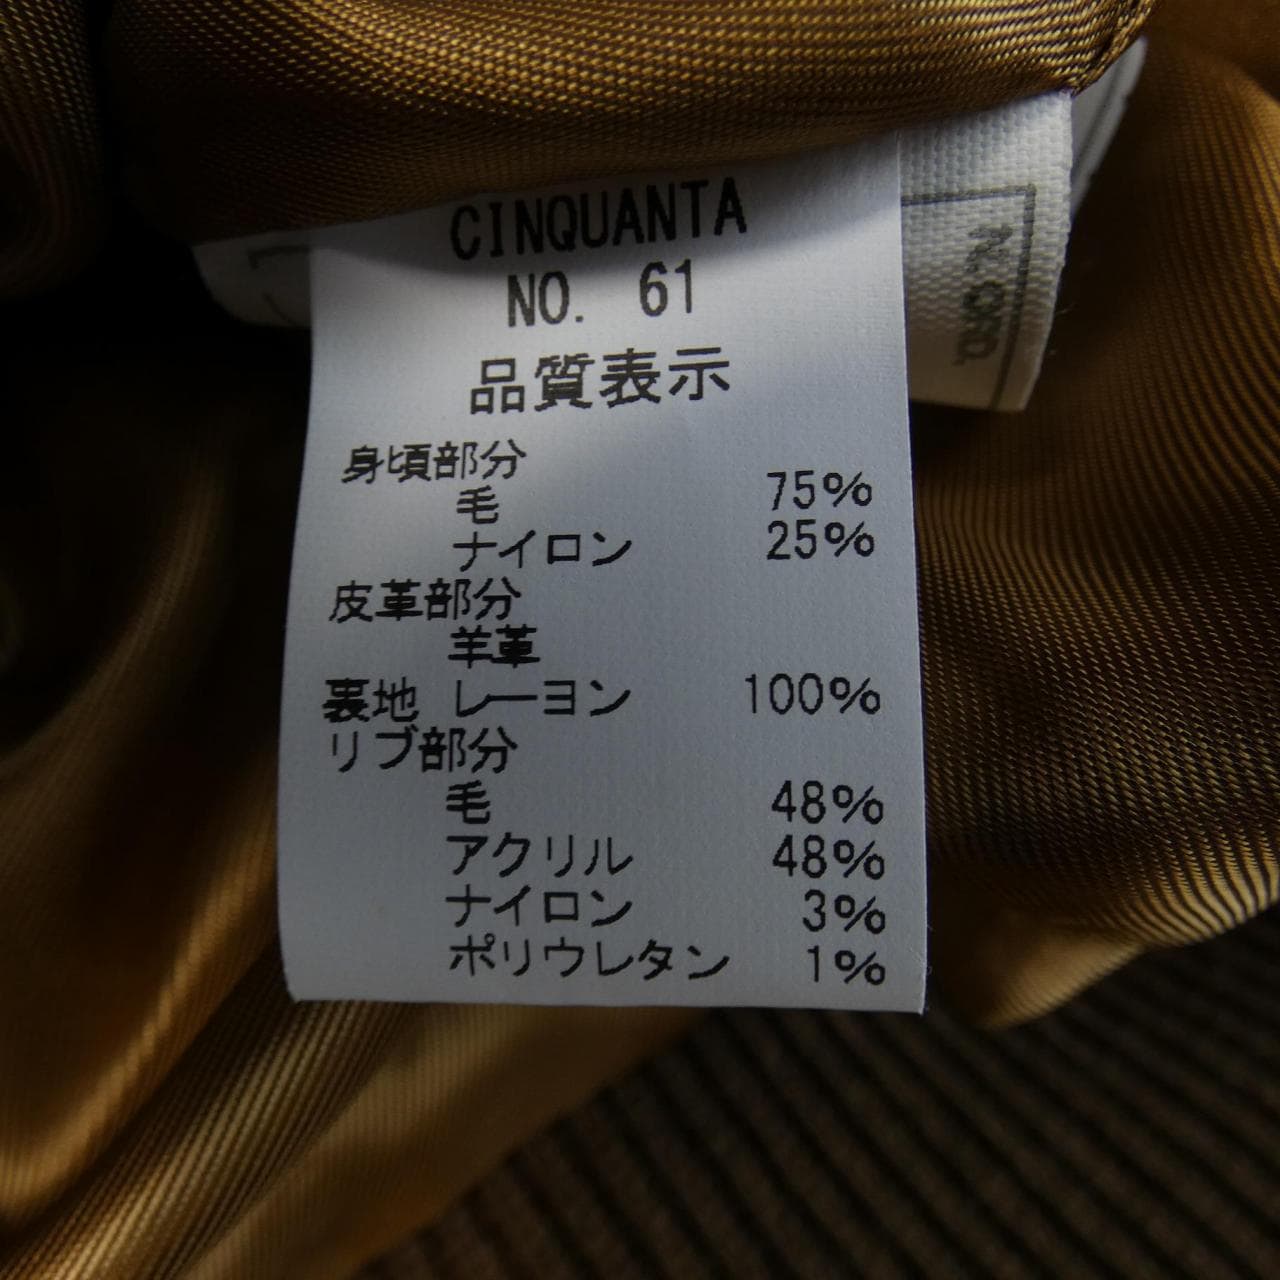 CINQUANTA
NO. 61
品質表示
身頃部分
毛 75%
ナイロン 25%
皮革部分
羊革
裏地 レーヨン 100%
リブ部分
毛 48%
アクリル 48%
ナイロン 3%
ポリウレタン 1%
N. ORD.